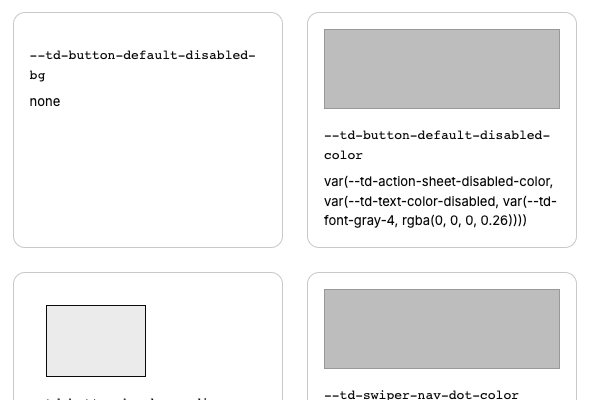 --td-button-default-disabled-
bg
none
--td-button-default-disabled-
color
var(--td-action-sheet-disabled-color,
var(--td-text-color-disabled, var(--td-
font-gray-4, rgba(0, 0, 0, 0.26))))
--td-swiper-nav-dot-color